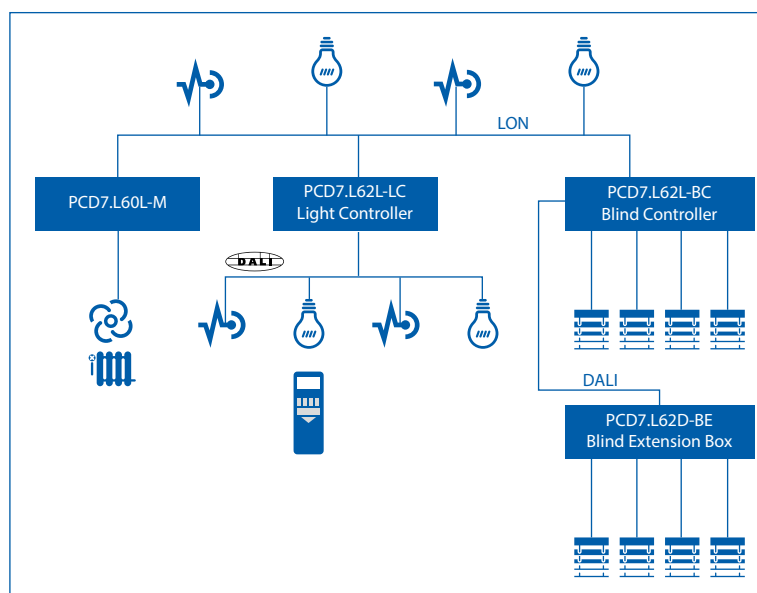 LON
PCD7.L60L-M
PCD7.L62L-LC
Light Controller
PCD7.L62L-BC
Blind Controller
DALI
DALI
PCD7.L62D-BE
Blind Extension Box